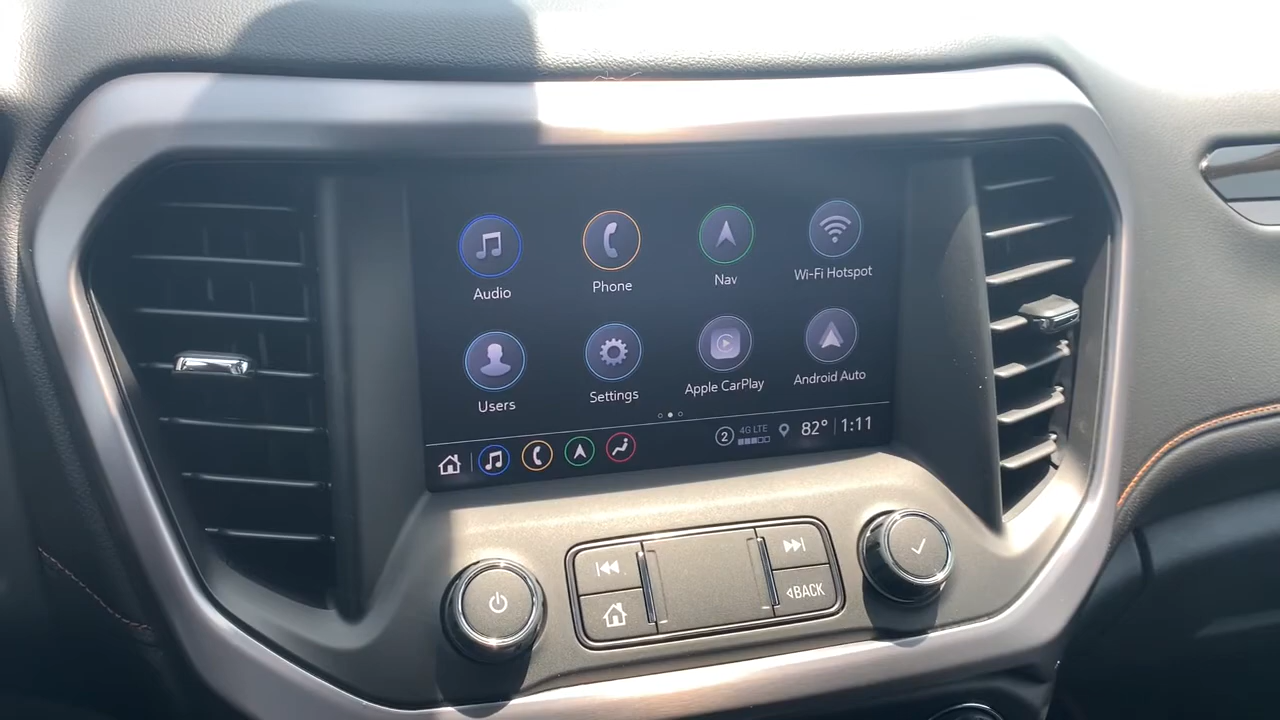 Audio
Phone
Nav
Wi-Fi Hotspot
Users
Settings
Apple CarPlay
Android Auto
2
4G LTE
82° 1:11
BACK